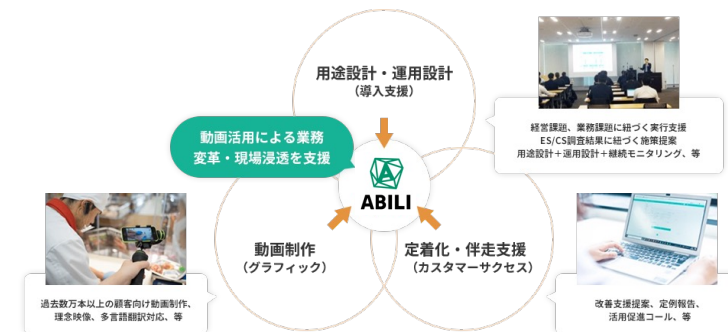 用途設計・運用設計
（導入支援）
経営課題、業務課題に紐づく実行支援
ES/CS調査結果に紐づく施策提案
用途設計＋運用設計＋継続モニタリング、等
動画活用による業務
変革・現場浸透を支援
ABILI
動画制作
（グラフィック）
定着化・伴走支援
（カスタマーサクセス）
過去数万本以上の顧客向け動画制作、
理念映像、多言語翻訳対応、等
改善支援提案、定例報告、
活用促進コール、等